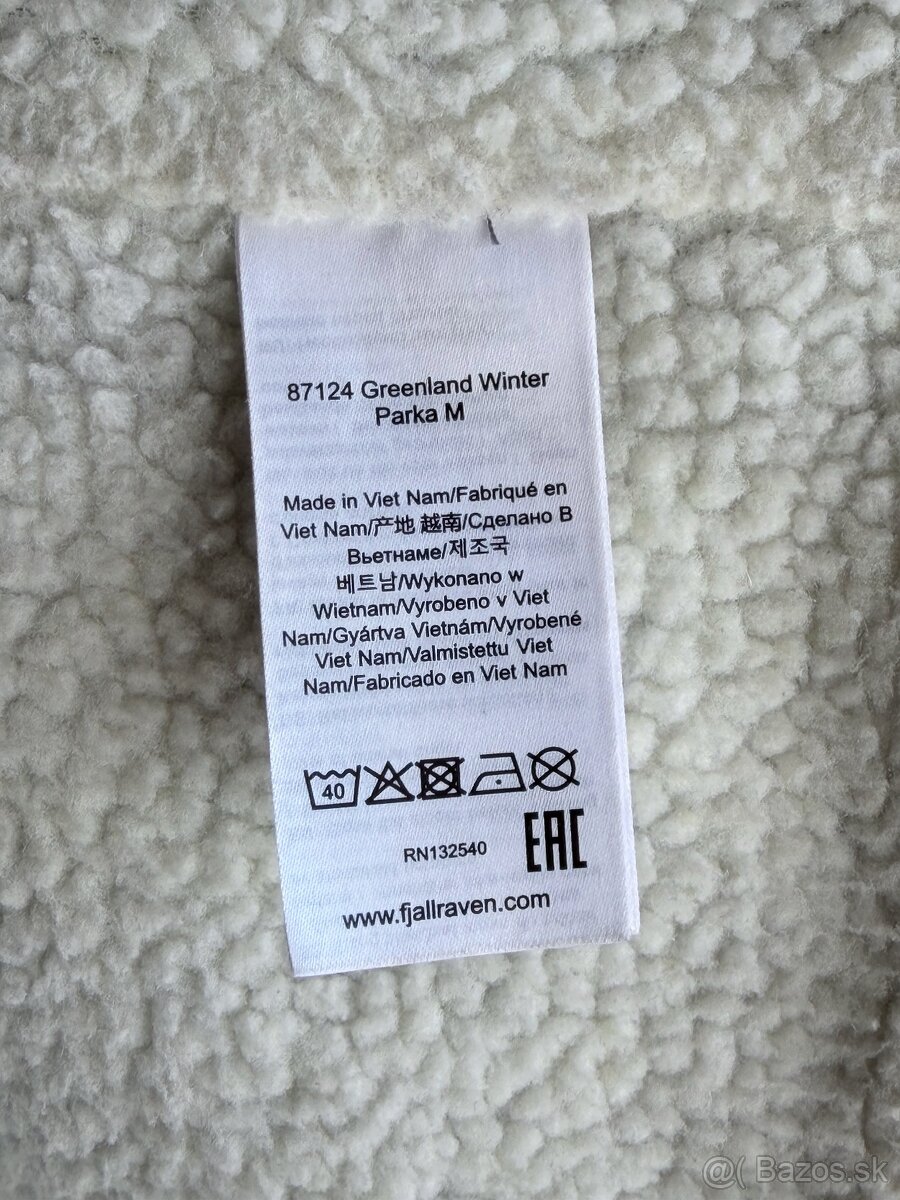 87124 Greenland Winter
Parka M
Made in Viet Nam/Fabriqué en
Viet Nam/产地 越南/Сделано В
Вьетнаме/제조국
베트남/Wykonano w
Wietnam/Vyrobeno v Viet
Nam/Gyártva Vietnám/Vyrobené
Viet Nam/Valmistettu Viet
Nam/Fabricado en Viet Nam
40
RN132540
EAC
www.fjallraven.com
@( Bazos.sk